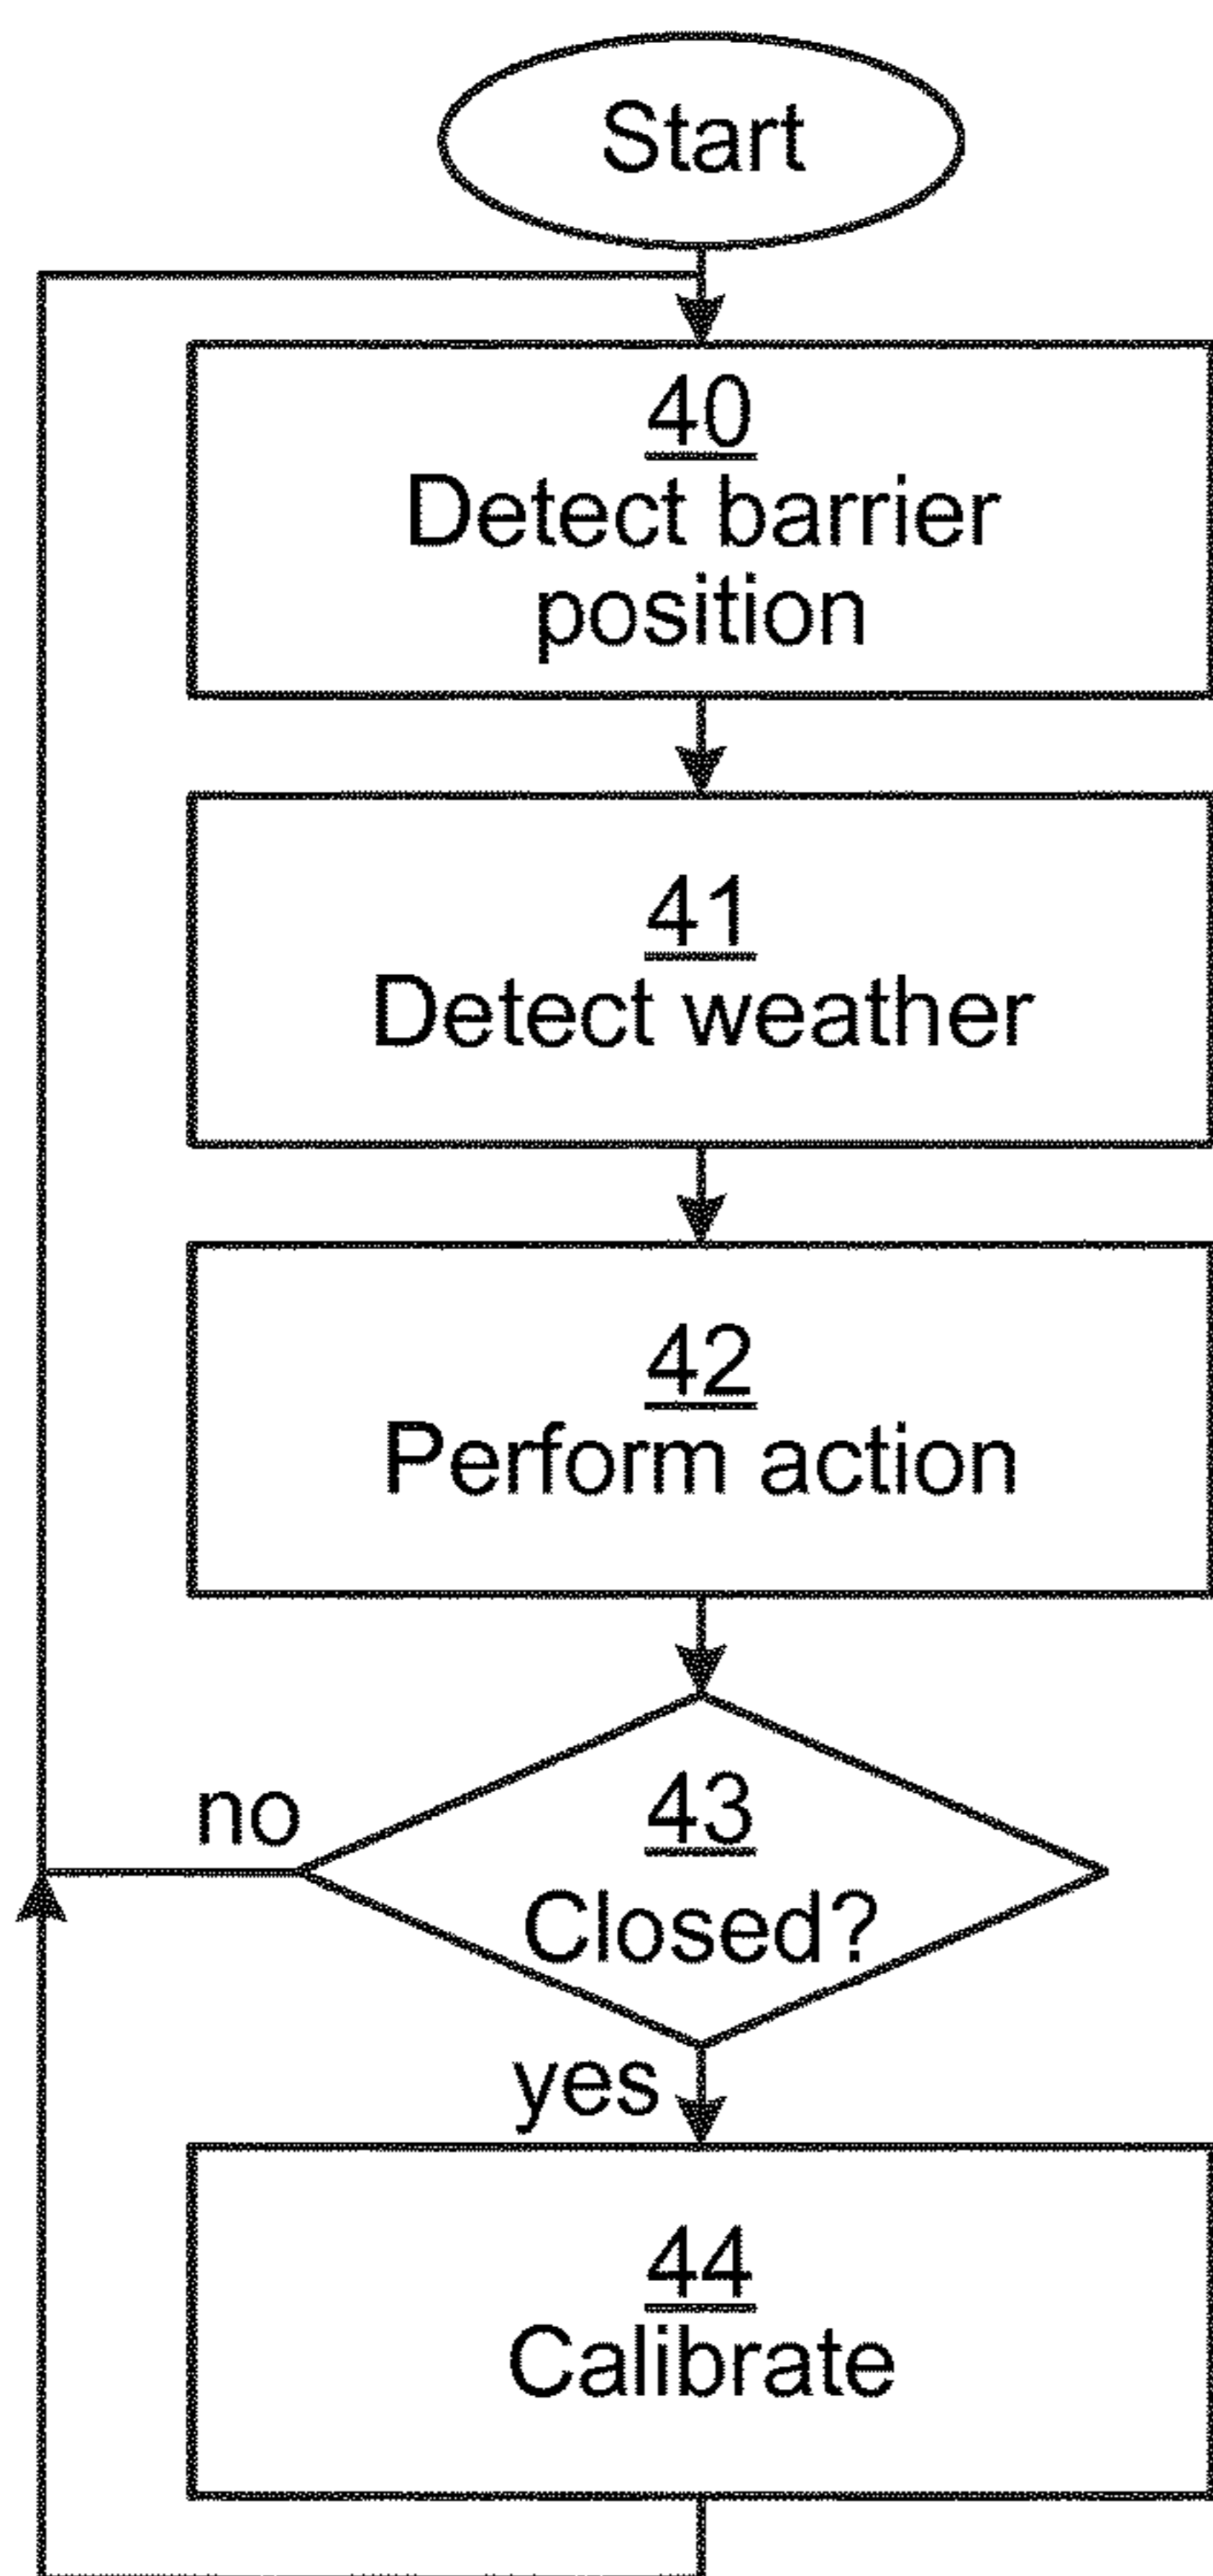 Start
40
Detect barrier
position
41
Detect weather
42
Perform action
43
no
Closed?
yes
44
Calibrate